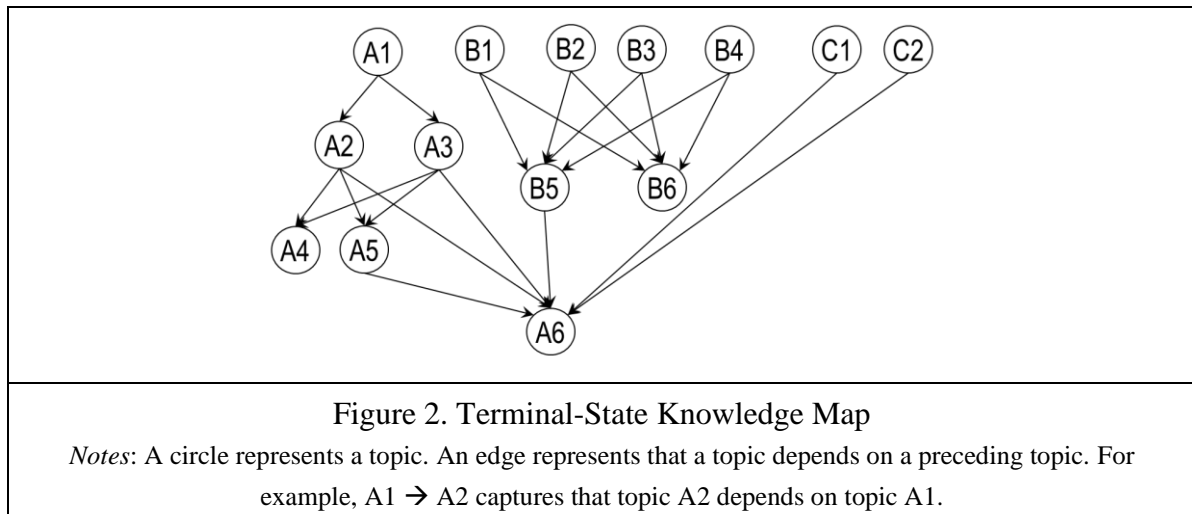 A1 B1 B2 B3 B4 C1 C2
A2 A3
B5 B6
A4 A5
A6
Figure 2. Terminal-State Knowledge Map
Notes: A circle represents a topic. An edge represents that a topic depends on a preceding topic. For
example, A1 → A2 captures that topic A2 depends on topic A1.